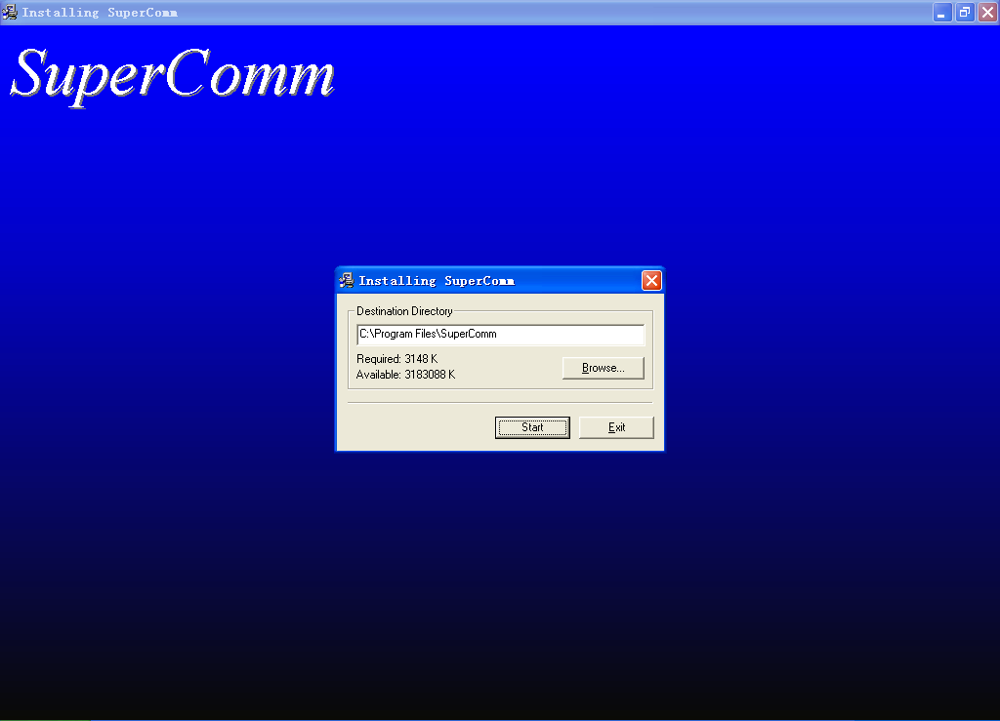 Installing SuperComm
SuperComm
Installing SuperComm
Destination Directory
C:\Program Files\SuperComm
Required: 3148 K
Available: 3183088 K
Browse...
Start
Exit